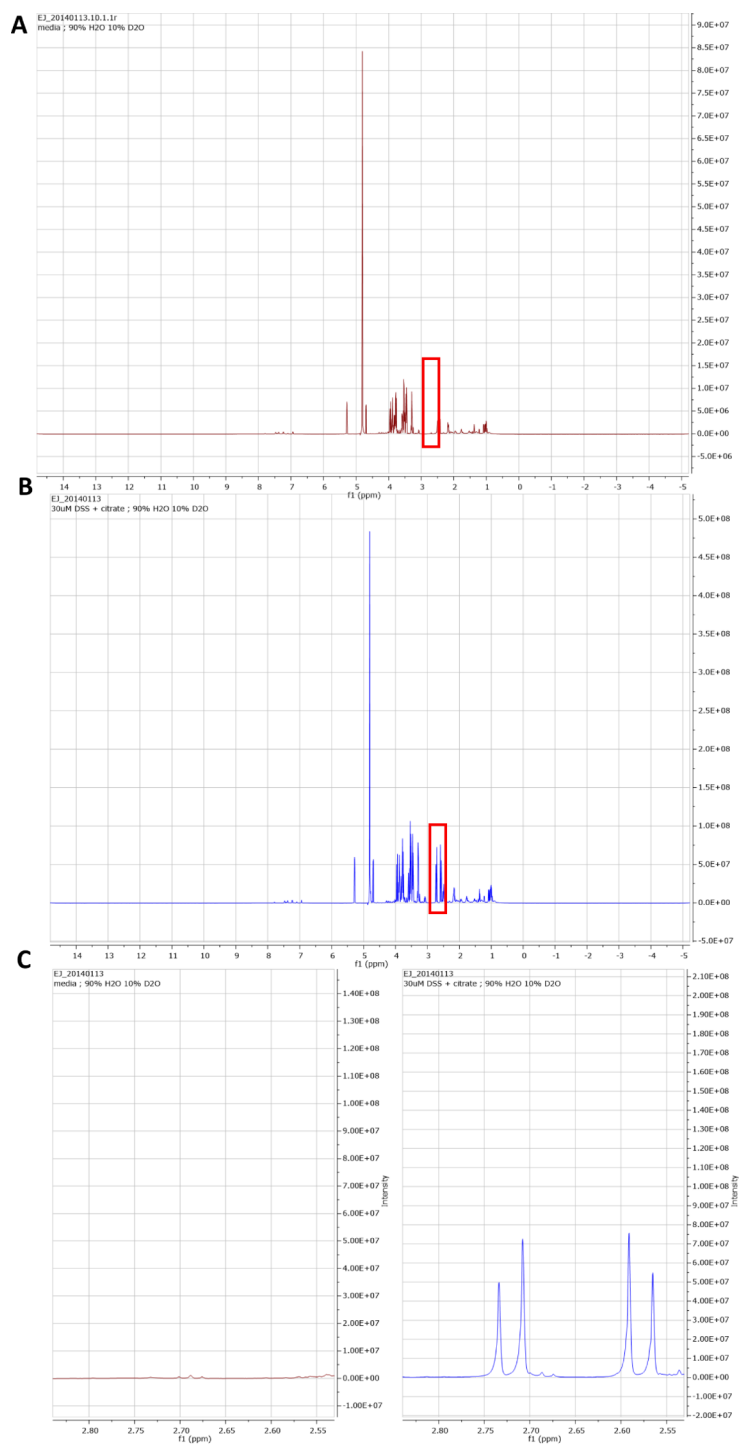 A
EJ_20140113.10.1.1r
media ; 90% H2O 10% D2O
9.0E+07
8.5E+07
8.0E+07
7.5E+07
7.0E+07
6.5E+07
6.0E+07
5.5E+07
5.0E+07
4.5E+07
4.0E+07
3.5E+07
3.0E+07
2.5E+07
2.0E+07
1.5E+07
1.0E+07
5.0E+06
0.0E+00
-5.0E+06
14 13 12 11 10 9 8 7 6 5 4 3 2 1 0 -1 -2 -3 -4 -5
f1 (ppm)
B
EJ_20140113
30uM DSS + citrate ; 90% H2O 10% D2O
5.0E+08
4.5E+08
4.0E+08
3.5E+08
3.0E+08
2.5E+08
2.0E+08
1.5E+08
1.0E+08
5.0E+07
0.0E+00
-5.0E+07
14 13 12 11 10 9 8 7 6 5 4 3 2 1 0 -1 -2 -3 -4 -5
f1 (ppm)
C
EJ_20140113
media ; 90% H2O 10% D2O
1.40E+08
1.30E+08
1.20E+08
1.10E+08
1.00E+08
9.00E+07
8.00E+07
7.00E+07
6.00E+07
5.00E+07
4.00E+07
3.00E+07
2.00E+07
1.00E+07
0.00E+00
-1.00E+07
Intensity
2.80 2.75 2.70 2.65 2.60 2.55
f1 (ppm)
EJ_20140113
30uM DSS + citrate ; 90% H2O 10% D2O
2.10E+08
2.00E+08
1.90E+08
1.80E+08
1.70E+08
1.60E+08
1.50E+08
1.40E+08
1.30E+08
1.20E+08
1.10E+08
1.00E+08
9.00E+07
8.00E+07
7.00E+07
6.00E+07
5.00E+07
4.00E+07
3.00E+07
2.00E+07
1.00E+07
0.00E+00
-1.00E+07
-2.00E+07
Intensity
2.80 2.75 2.70 2.65 2.60 2.55
f1 (ppm)